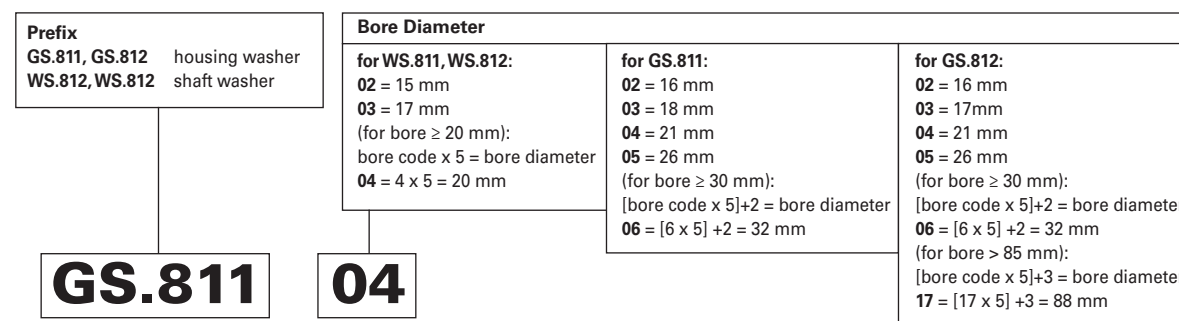 Prefix
GS.811, GS.812 housing washer
WS.812, WS.812 shaft washer
Bore Diameter
for WS.811, WS.812:
02 = 15 mm
03 = 17 mm
(for bore ≥ 20 mm):
bore code x 5 = bore diameter
04 = 4 x 5 = 20 mm
for GS.811:
02 = 16 mm
03 = 18 mm
04 = 21 mm
05 = 26 mm
(for bore ≥ 30 mm):
[bore code x 5]+2 = bore diameter
06 = [6 x 5] +2 = 32 mm
for GS.812:
02 = 16 mm
03 = 17mm
04 = 21 mm
05 = 26 mm
(for bore ≥ 30 mm):
[bore code x 5]+2 = bore diamete
06 = [6 x 5] +2 = 32 mm
(for bore > 85 mm):
[bore code x 5]+3 = bore diamete
17 = [17 x 5] +3 = 88 mm
GS.811 04